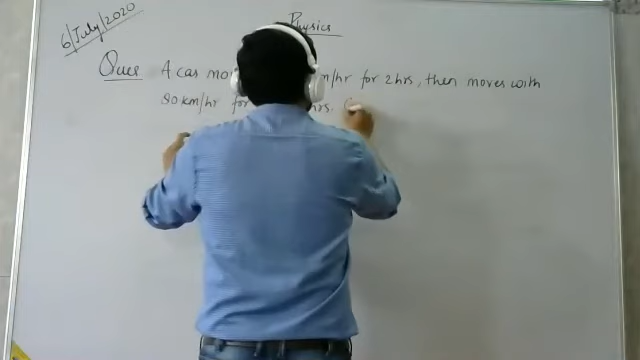 Physics
6/July/2020
Ques A car mo m/hr for 2 hrs, then moves with
80 km/hr for hrs.